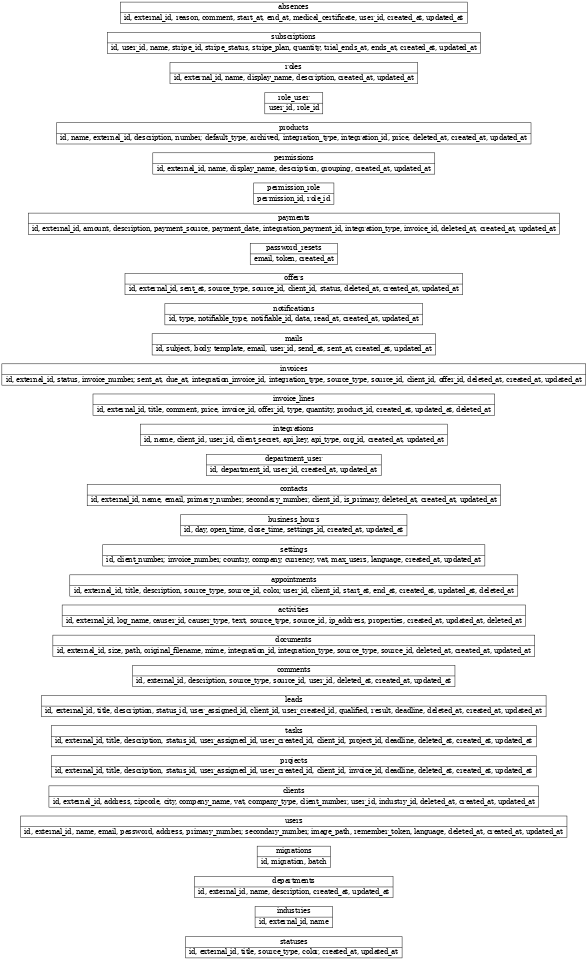 absences
id, external_id, reason, comment, start_at, end_at, medical_certificate, user_id, created_at, updated_at
subscriptions
id, user_id, name, stripe_id, stripe_status, stripe_plan, quantity, trial_ends_at, ends_at, created_at, updated_at
roles
id, external_id, name, display_name, description, created_at, updated_at
role_user
user_id, role_id
products
id, name, external_id, description, number, default_type, archived, integration_type, integration_id, price, deleted_at, created_at, updated_at
permissions
id, external_id, name, display_name, description, grouping, created_at, updated_at
permission_role
permission_id, role_id
payments
id, external_id, amount, description, payment_source, payment_date, integration_payment_id, integration_type, invoice_id, deleted_at, created_at, updated_at
password_resets
email, token, created_at
offers
id, external_id, sent_at, source_type, source_id, client_id, status, deleted_at, created_at, updated_at
notifications
id, type, notifiable_type, notifiable_id, data, read_at, created_at, updated_at
mails
id, subject, body, template, email, user_id, send_at, sent_at, created_at, updated_at
invoices
id, external_id, status, invoice_number, sent_at, due_at, integration_invoice_id, integration_type, source_type, source_id, client_id, offer_id, deleted_at, created_at, updated_at
invoice_lines
id, external_id, title, comment, price, invoice_id, offer_id, type, quantity, product_id, created_at, updated_at, deleted_at
integrations
id, name, client_id, user_id, client_secret, api_key, api_type, org_id, created_at, updated_at
department_user
id, department_id, user_id, created_at, updated_at
contacts
id, external_id, name, email, primary_number, secondary_number, client_id, is_primary, deleted_at, created_at, updated_at
business_hours
id, day, open_time, close_time, settings_id, created_at, updated_at
settings
id, client_number, invoice_number, country, company, currency, vat, max_users, language, created_at, updated_at
appointments
id, external_id, title, description, source_type, source_id, color, user_id, client_id, start_at, end_at, created_at, updated_at, deleted_at
activities
id, external_id, log_name, causer_id, causer_type, text, source_type, source_id, ip_address, properties, created_at, updated_at, deleted_at
documents
id, external_id, size, path, original_filename, mime, integration_id, integration_type, source_type, source_id, deleted_at, created_at, updated_at
comments
id, external_id, description, source_type, source_id, user_id, deleted_at, created_at, updated_at
leads
id, external_id, title, description, status_id, user_assigned_id, client_id, user_created_id, qualified, result, deadline, deleted_at, created_at, updated_at
tasks
id, external_id, title, description, status_id, user_assigned_id, user_created_id, client_id, project_id, deadline, deleted_at, created_at, updated_at
projects
id, external_id, title, description, status_id, user_assigned_id, user_created_id, client_id, invoice_id, deadline, deleted_at, created_at, updated_at
clients
id, external_id, address, zipcode, city, company_name, vat, company_type, client_number, user_id, industry_id, deleted_at, created_at, updated_at
users
id, external_id, name, email, password, address, primary_number, secondary_number, image_path, remember_token, language, deleted_at, created_at, updated_at
migrations
id, migration, batch
departments
id, external_id, name, description, created_at, updated_at
industries
id, external_id, name
statuses
id, external_id, title, source_type, color, created_at, updated_at